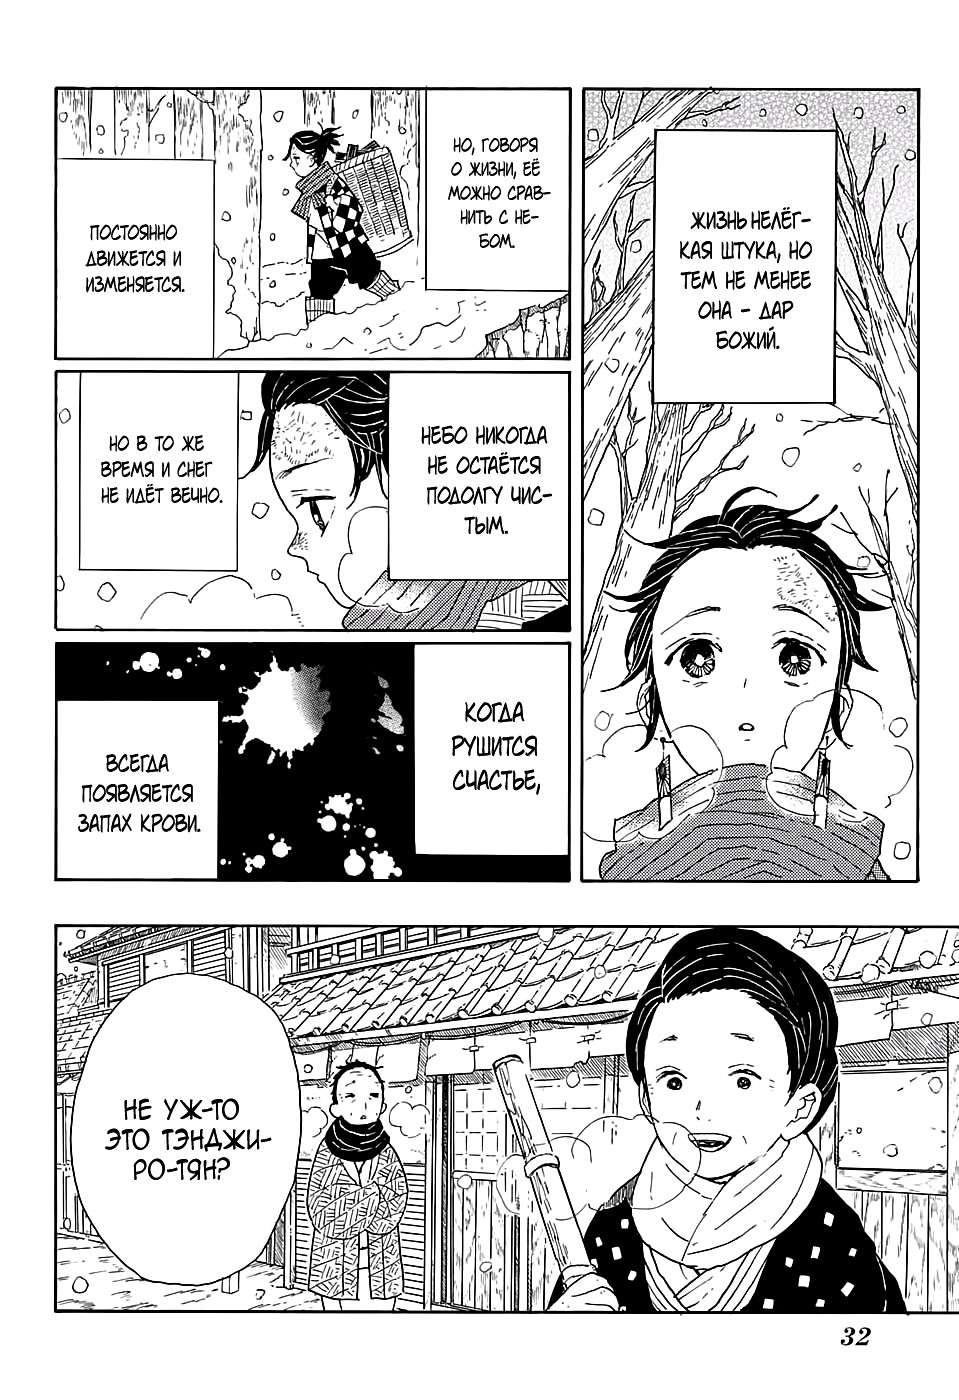 ЖИЗНЬ НЕЛЁГ-
КАЯ ШТУКА, НО
ТЕМ НЕ МЕНЕЕ
ОНА - ДАР
БОЖИЙ.
НО, ГОВОРЯ
О ЖИЗНИ, ЕЁ
МОЖНО СРАВ-
НИТЬ С НЕ-
БОМ.
ПОСТОЯННО
ДВИЖЕТСЯ И
ИЗМЕНЯЕТСЯ.
НЕБО НИКОГДА
НЕ ОСТАЁТСЯ
ПОДОЛГУ ЧИС-
ТЫМ.
НО В ТО ЖЕ
ВРЕМЯ И СНЕГ
НЕ ИДЁТ ВЕЧНО.
КОГДА
РУШИТСЯ
СЧАСТЬЕ,
ВСЕГДА
ПОЯВЛЯЕТСЯ
ЗАПАХ КРОВИ.
НЕ УЖ-ТО
ЭТО ТЭНДЖИ-
РО-ТЯН?
32